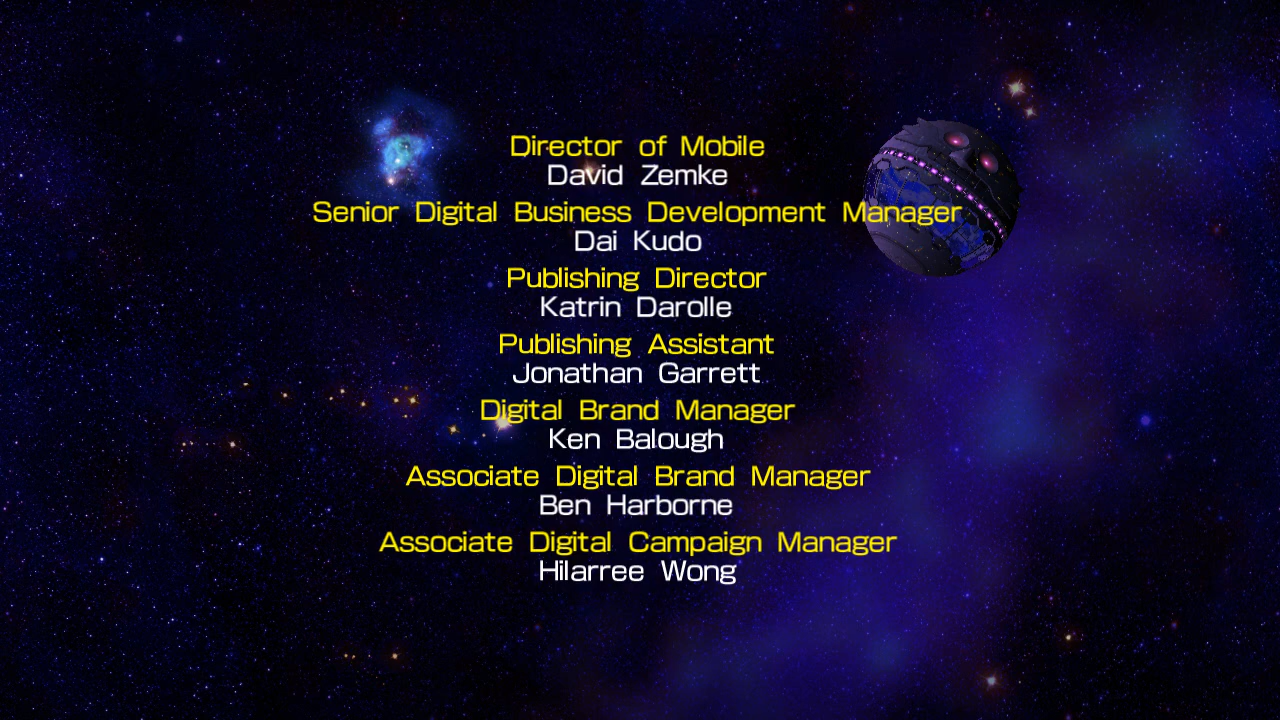 Director of Mobile
David Zemke
Senior Digital Business Development Manager
Dai Kudo
Publishing Director
Katrin Darolle
Publishing Assistant
Jonathan Garrett
Digital Brand Manager
Ken Balough
Associate Digital Brand Manager
Ben Harborne
Associate Digital Campaign Manager
Hilarree Wong